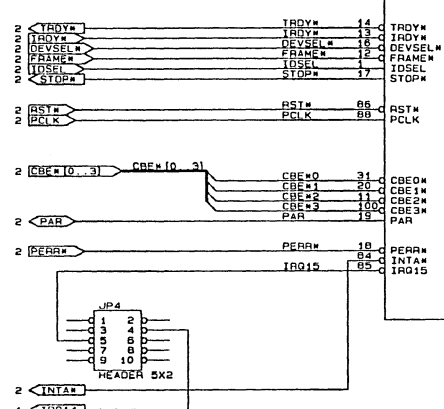 2 TRDY* TRDY* 14 TRDY*
2 IRDY* IRDY* 13 IRDY*
2 DEVSEL* DEVSEL* 16 DEVSEL*
2 FRAME* FRAME* 12 FRAME*
2 IDSEL IDSEL 1 IDSEL
2 STOP* STOP* 17 STOP*
2 RST* RST* 86 RST*
2 PCLK PCLK 88 PCLK
2 CBE*[0..3] CBE*[0..3]
CBE*0 31 CBE0*
CBE*1 20 CBE1*
CBE*2 11 CBE2*
CBE*3 100 CBE3*
2 PAR PAR 19 PAR
2 PERR* PERR* 18 PERR*
84 INTA*
IRQ15 85 IRQ15
JP4
1 2
3 4
5 6
7 8
9 10
HEADER 5X2
2 INTA*